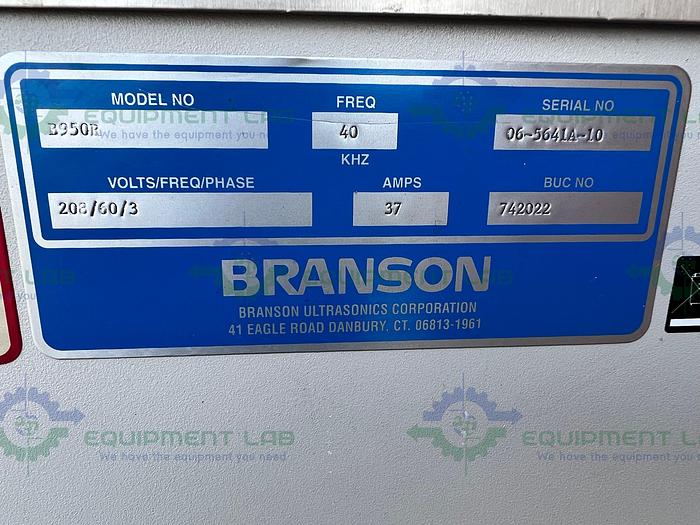 MODEL NO FREQ SERIAL NO
B950R 40 06-5641A-10
KHZ
VOLTS/FREQ/PHASE AMPS BUC NO
208/60/3 37 742022
BRANSON
BRANSON ULTRASONICS CORPORATION
41 EAGLE ROAD DANBURY, CT. 06813-1961
EQUIPMENT LAB
We have the equipment you need
EQUIPMENT LAB
We have the equipment you need